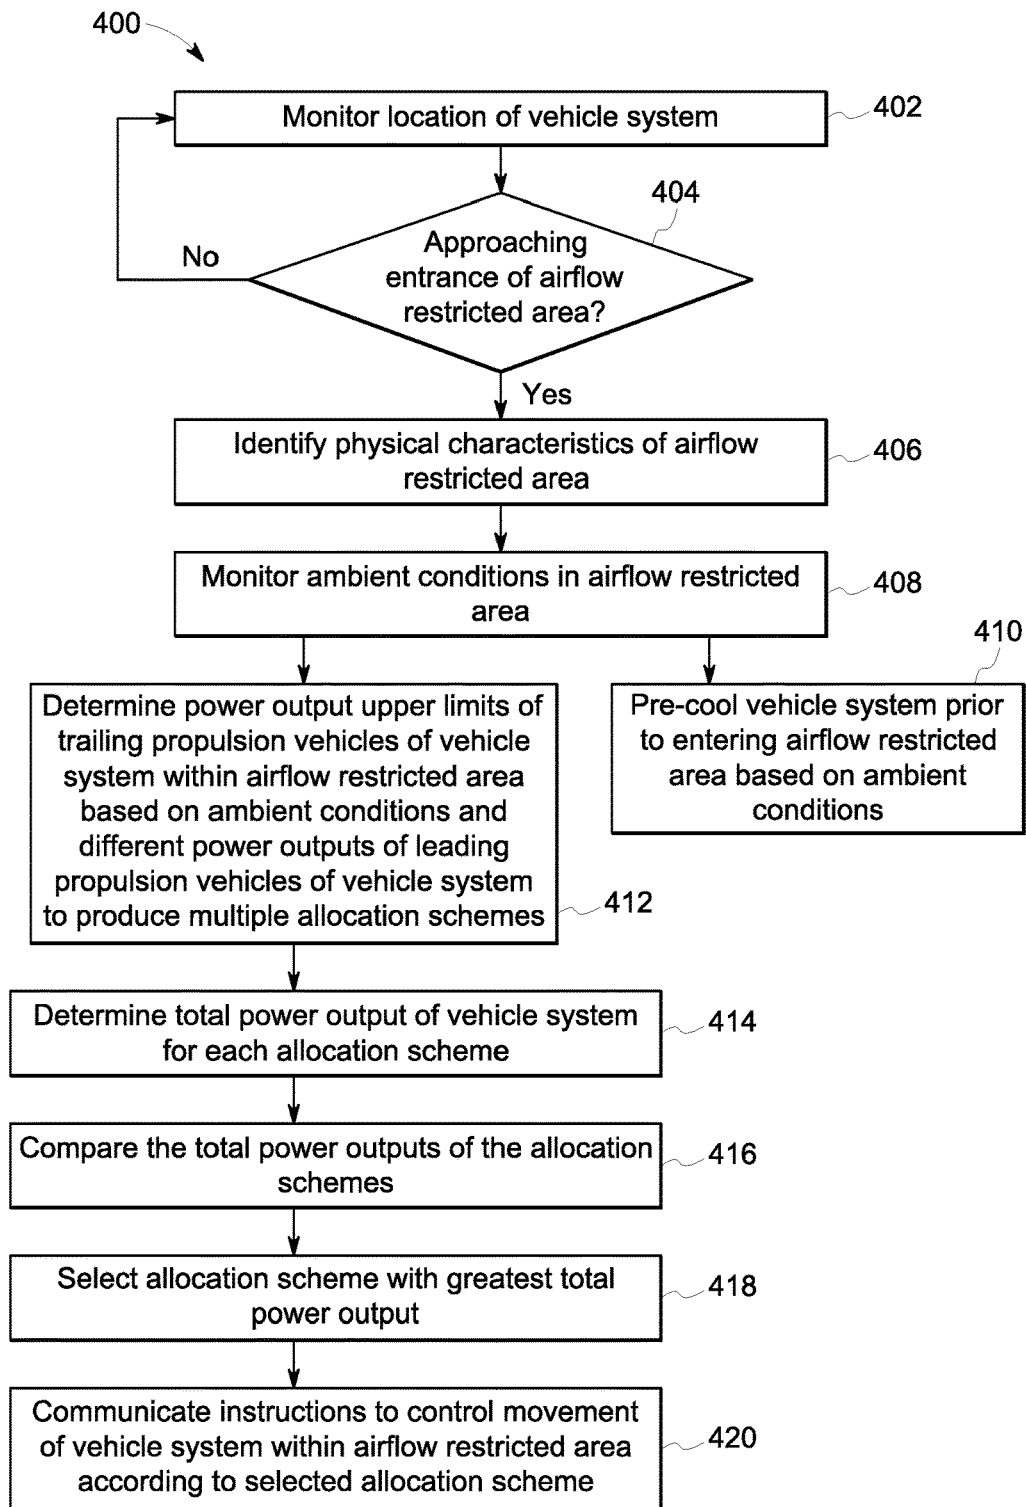 400
Monitor location of vehicle system
402
404
Approaching
entrance of airflow
restricted area?
No
Yes
Identify physical characteristics of airflow
restricted area
406
Monitor ambient conditions in airflow restricted
area
408
410
Determine power output upper limits of
trailing propulsion vehicles of vehicle
system within airflow restricted area
based on ambient conditions and
different power outputs of leading
propulsion vehicles of vehicle system
to produce multiple allocation schemes
412
Pre-cool vehicle system prior
to entering airflow restricted
area based on ambient
conditions
Determine total power output of vehicle system
for each allocation scheme
414
Compare the total power outputs of the allocation
schemes
416
Select allocation scheme with greatest total
power output
418
Communicate instructions to control movement
of vehicle system within airflow restricted area
according to selected allocation scheme
420